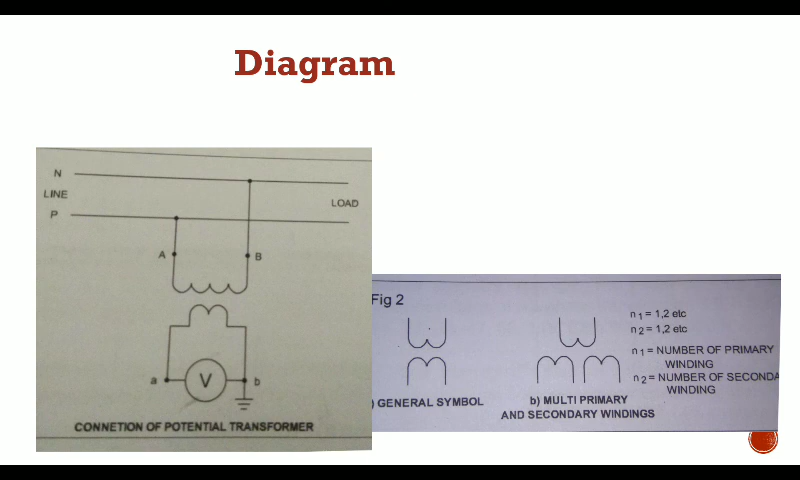 Diagram
N
LINE
P
LOAD
A
B
a
V
b
CONNETION OF POTENTIAL TRANSFORMER
Fig 2
n1 = 1,2 etc
n2 = 1,2 etc
n1 = NUMBER OF PRIMARY
WINDING
n2 = NUMBER OF SECONDA
WINDING
) GENERAL SYMBOL
b) MULTI PRIMARY
AND SECONDARY WINDINGS